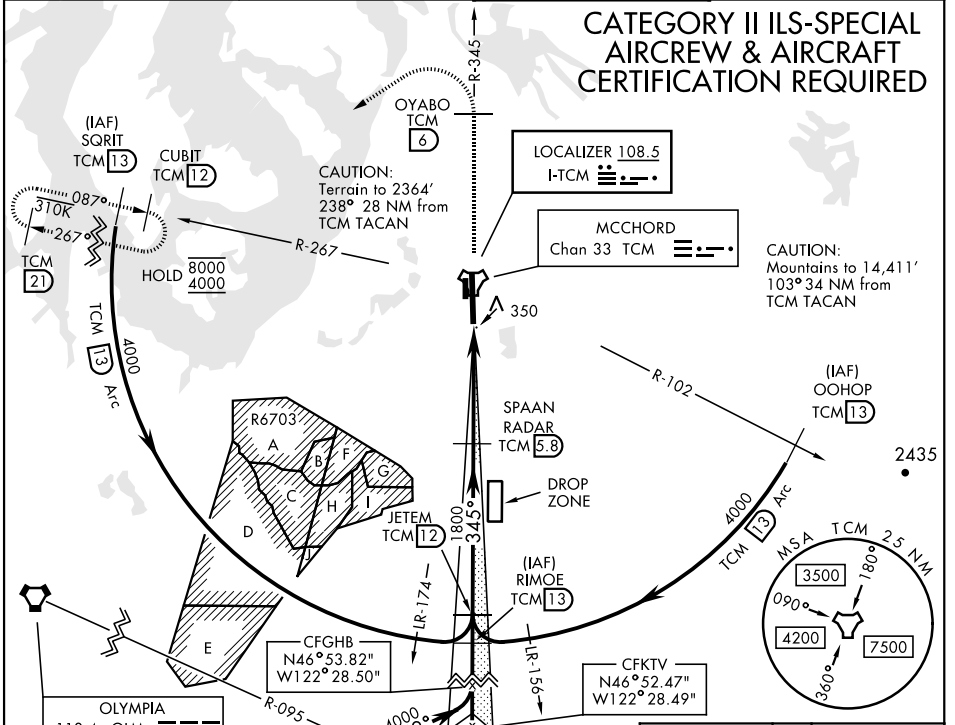 CATEGORY II ILS-SPECIAL
AIRCREW & AIRCRAFT
CERTIFICATION REQUIRED
R-345
OYABO
TCM
6
(IAF)
SQRIT
TCM 13
CUBIT
TCM 12
087°
310K
267°
TCM
21
HOLD 8000
4000
CAUTION:
Terrain to 2364'
238° 28 NM from
TCM TACAN
R-267
LOCALIZER 108.5
I-TCM
MCCHORD
Chan 33 TCM
CAUTION:
Mountains to 14,411'
103° 34 NM from
TCM TACAN
350
TCM 13 Arc
4000
R-102
(IAF)
OOHOP
TCM 13
2435
SPAAN
RADAR
TCM 5.8
R6703
A
B
F
G
C
H
I
J
D
E
DROP
ZONE
JETEM
TCM 12
1800
345°
4000
TCM 13 Arc
(IAF)
RIMOE
TCM 13
LR-174
LR-156
MSA TCM 25 NM
3500
180°
090°
4200
7500
360°
CFGHB
N46°53.82"
W122°28.50"
CFKTV
N46°52.47"
W122°28.49"
R-095
4000
OLYMPIA